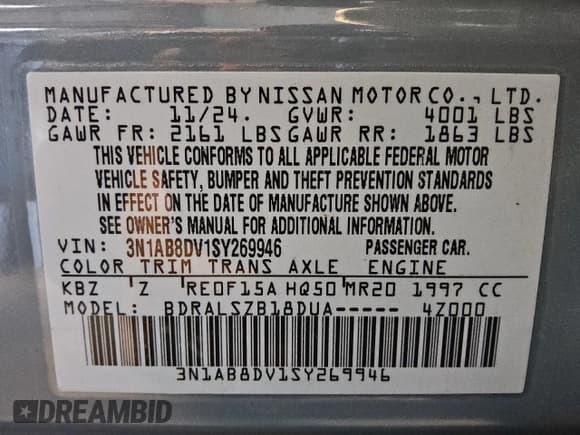 MANUFACTURED BY NISSAN MOTOR CO., LTD.
DATE: 11/24. GVWR: 4001 LBS
GAWR FR: 2161 LBS GAWR RR: 1863 LBS
THIS VEHICLE CONFORMS TO ALL APPLICABLE FEDERAL MOTOR
VEHICLE SAFETY, BUMPER AND THEFT PREVENTION STANDARDS
IN EFFECT ON THE DATE OF MANUFACTURE SHOWN ABOVE.
SEE OWNER'S MANUAL FOR ADDITIONAL INFORMATION.
VIN: 3N1AB8DV1SY269946 PASSENGER CAR.
COLOR TRIM TRANS AXLE ENGINE
KBZ Z RE0F15A HQ50 MR20 1997 CC
MODEL: BDRALSZB18DUA----- 4Z000
3N1AB8DV1SY269946
DREAMBID